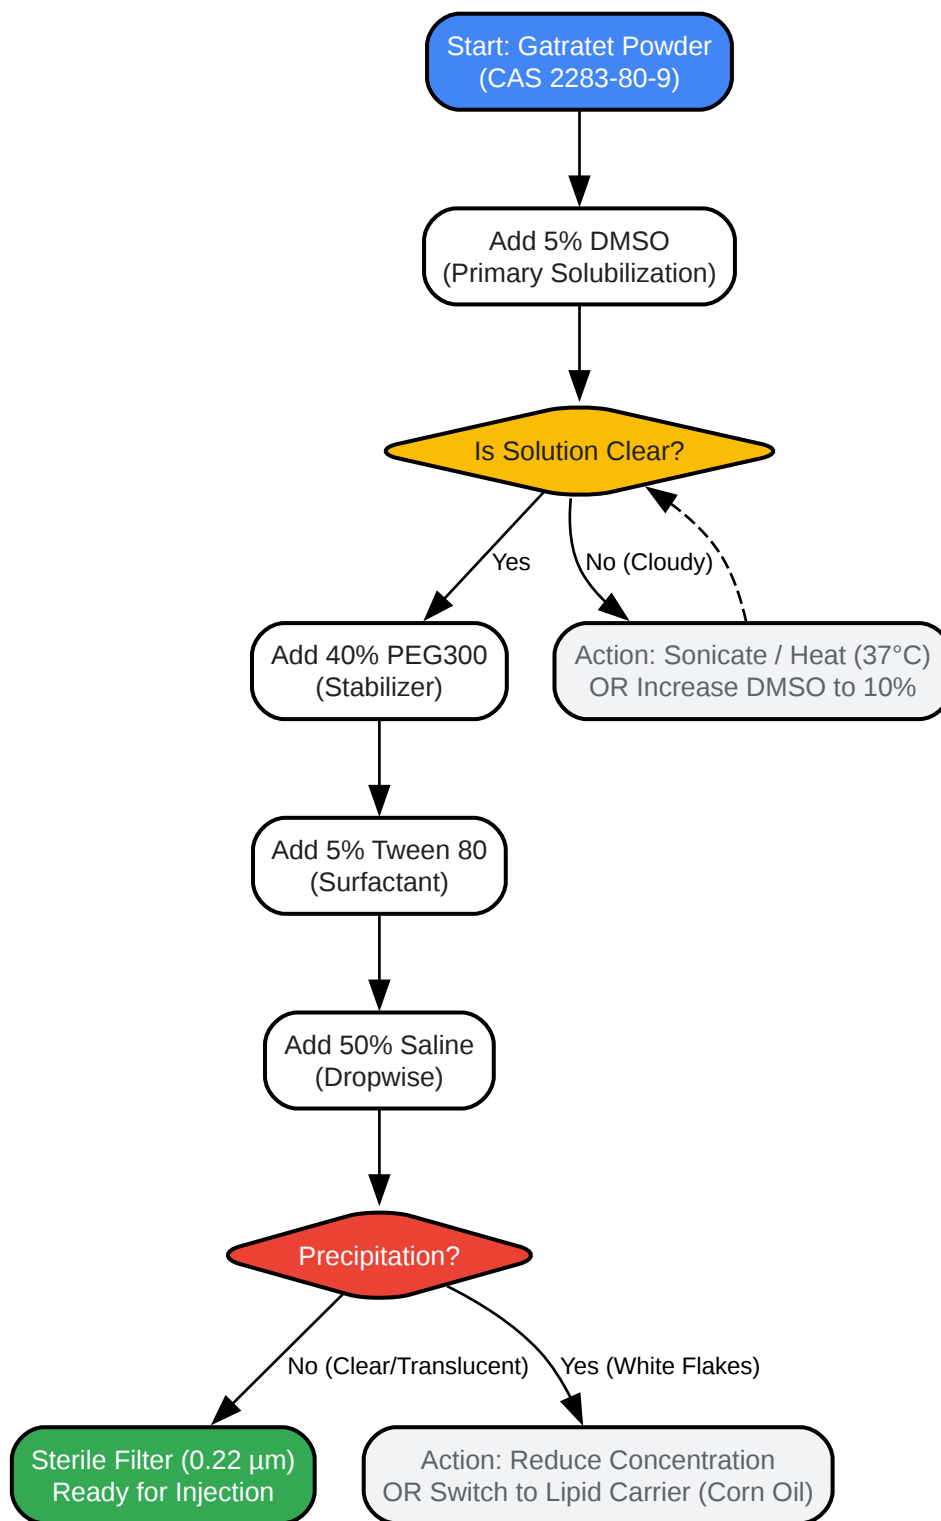 Start: Gatratet Powder
(CAS 2283-80-9)
Add 5% DMSO
(Primary Solubilization)
Is Solution Clear?
Yes
No (Cloudy)
Add 40% PEG300
(Stabilizer)
Action: Sonicate / Heat (37°C)
OR Increase DMSO to 10%
Add 5% Tween 80
(Surfactant)
Add 50% Saline
(Dropwise)
Precipitation?
No (Clear/Translucent)
Yes (White Flakes)
Sterile Filter (0.22 µm)
Ready for Injection
Action: Reduce Concentration
OR Switch to Lipid Carrier (Corn Oil)